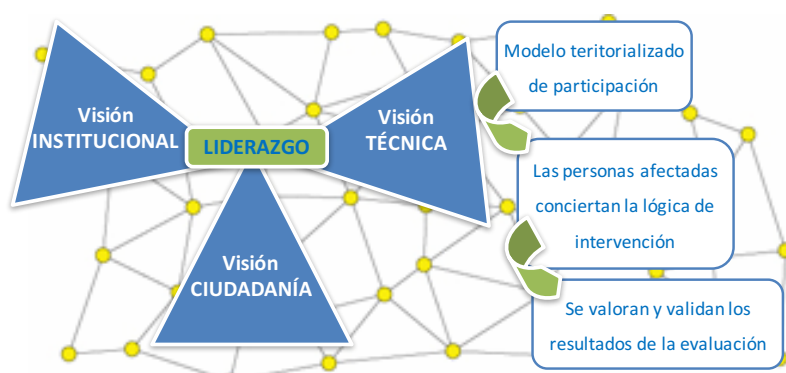 Visión
INSTITUCIONAL
LIDERAZGO
Visión
TÉCNICA
Visión
CIUDADANÍA
Modelo teritorializado
de participación
Las personas afectadas
conciertan la lógica de
intervención
Se valoran y validan los
resultados de la evaluación